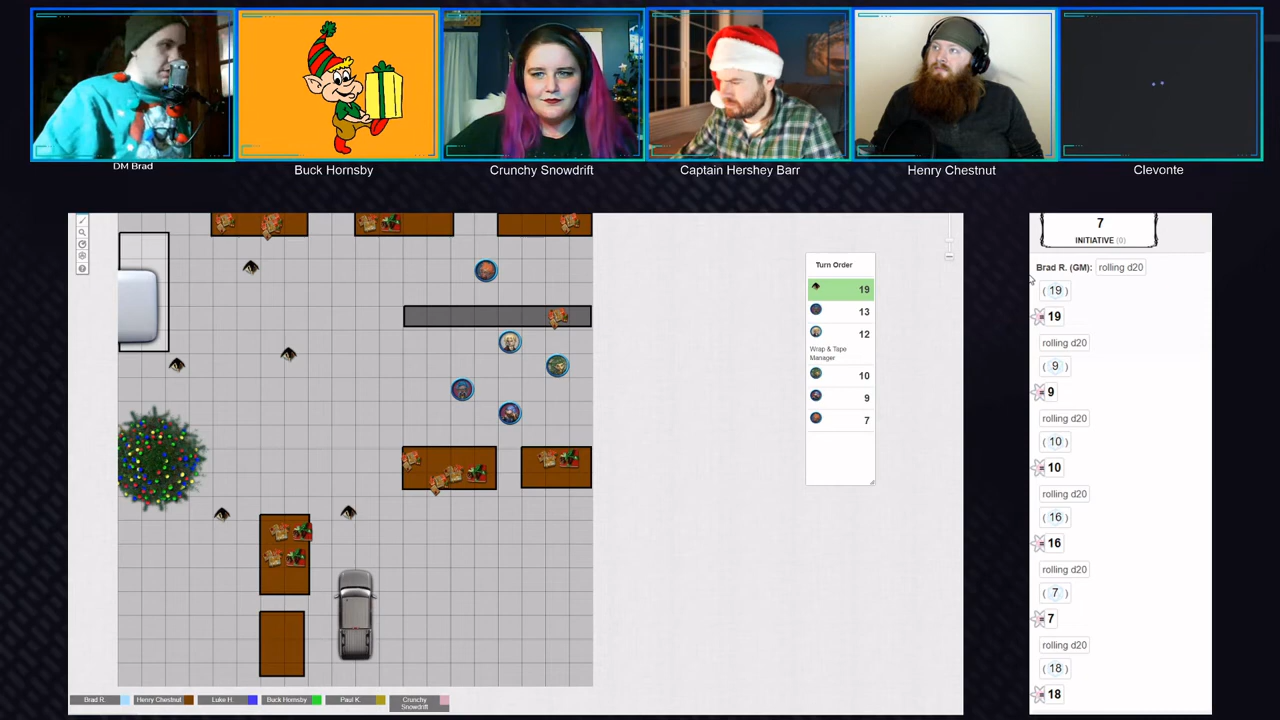 DM Brad
Buck Hornsby
Crunchy Snowdrift
Captain Hershey Barr
Henry Chestnut
Clevonte
Turn Order
19
13
12
Wrap & Tape
Manager
10
9
7
7
INITIATIVE (0)
Brad R. (GM): rolling d20
(19)
=19
rolling d20
(9)
=9
rolling d20
(10)
=10
rolling d20
(16)
=16
rolling d20
(7)
=7
rolling d20
(18)
=18
Brad R.
Henry Chestnut
Luke H.
Buck Hornsby
Paul K.
Crunchy
Snowdrift